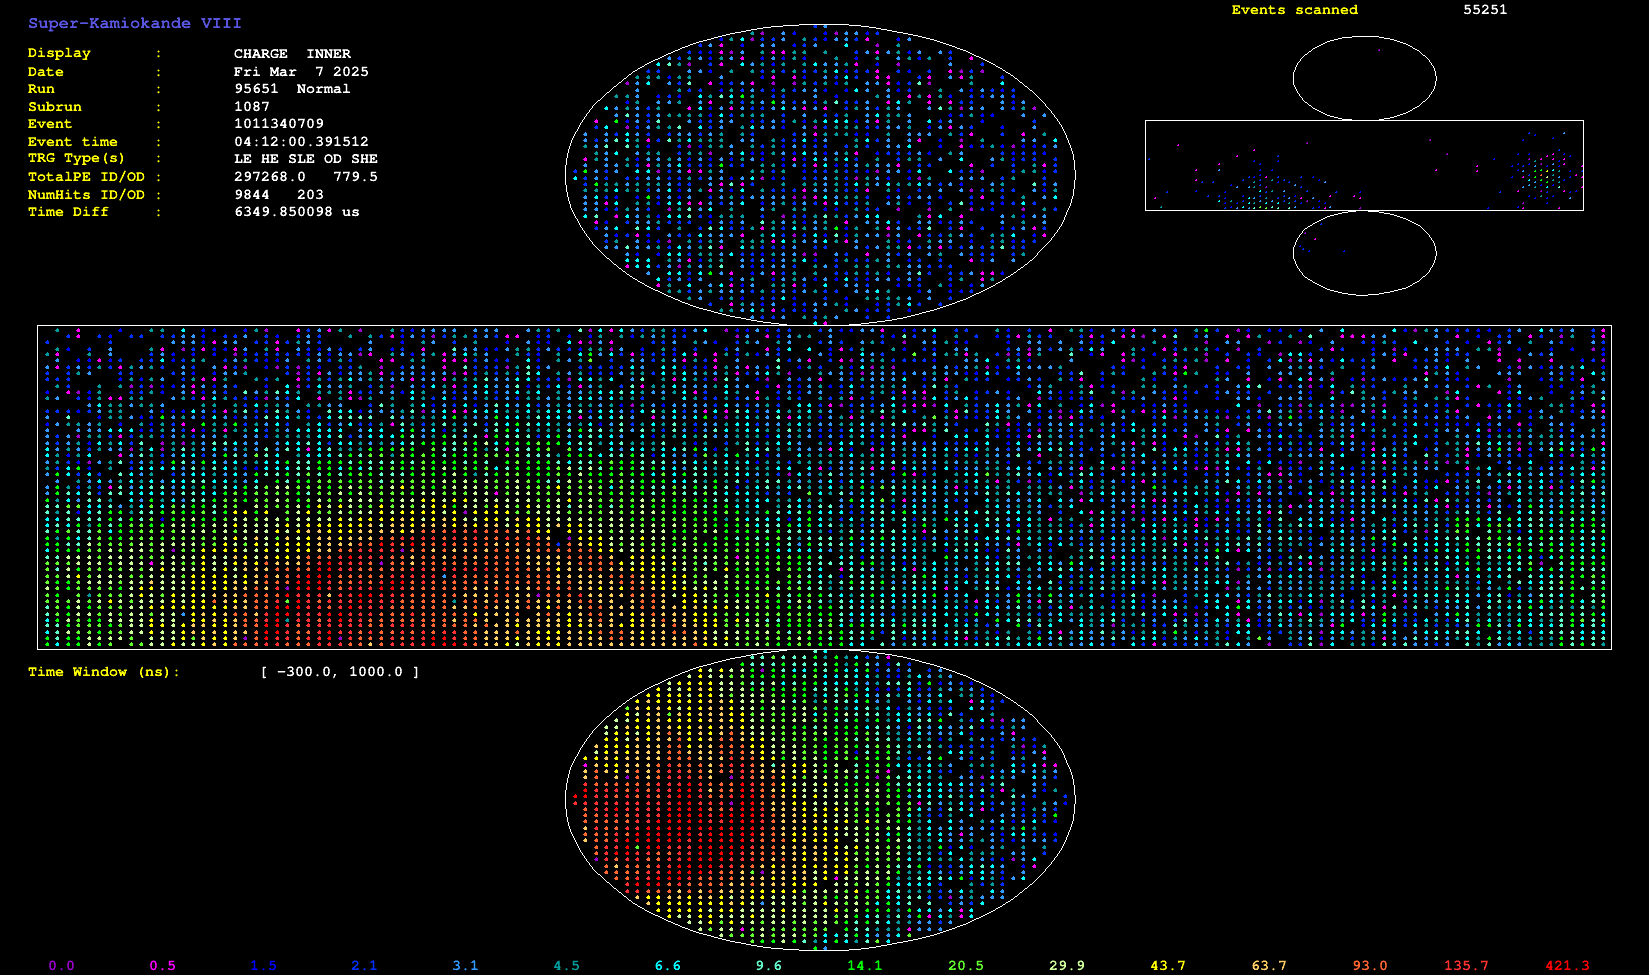 Super-Kamiokande VIII
Events scanned 55251
Display : CHARGE INNER
Date : Fri Mar 7 2025
Run : 95651 Normal
Subrun : 1087
Event : 1011340709
Event time : 04:12:00.391512
TRG Type(s) : LE HE SLE OD SHE
TotalPE ID/OD : 297268.0 779.5
NumHits ID/OD : 9844 203
Time Diff : 6349.850098 us
Time Window (ns): [ -300.0, 1000.0 ]
0.0 0.5 1.5 2.1 3.1 4.5 6.6 9.6 14.1 20.5 29.9 43.7 63.7 93.0 135.7 421.3